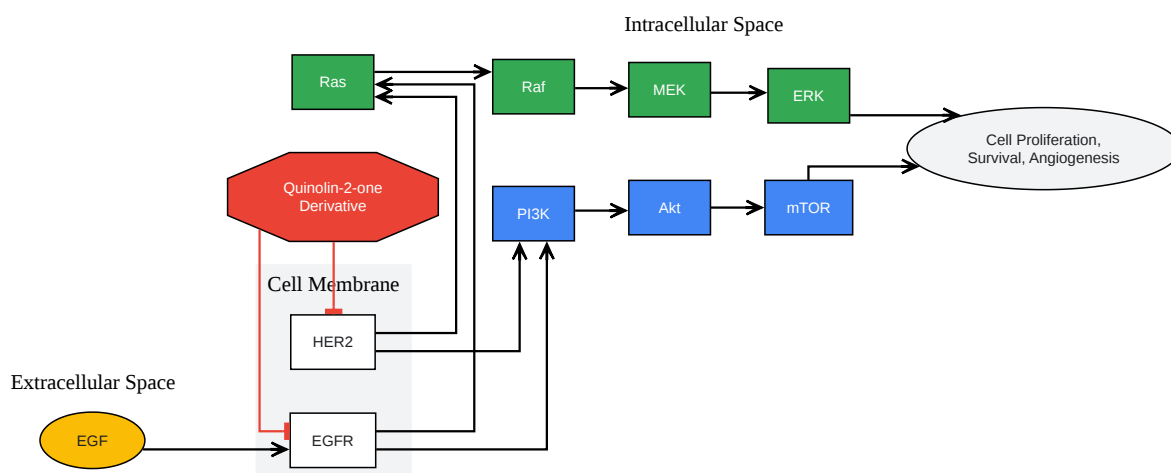 Intracellular Space
Ras
Raf
MEK
ERK
Cell Proliferation,
Survival, Angiogenesis
Quinolin-2-one
Derivative
PI3K
Akt
mTOR
Cell Membrane
HER2
Extracellular Space
EGF
EGFR